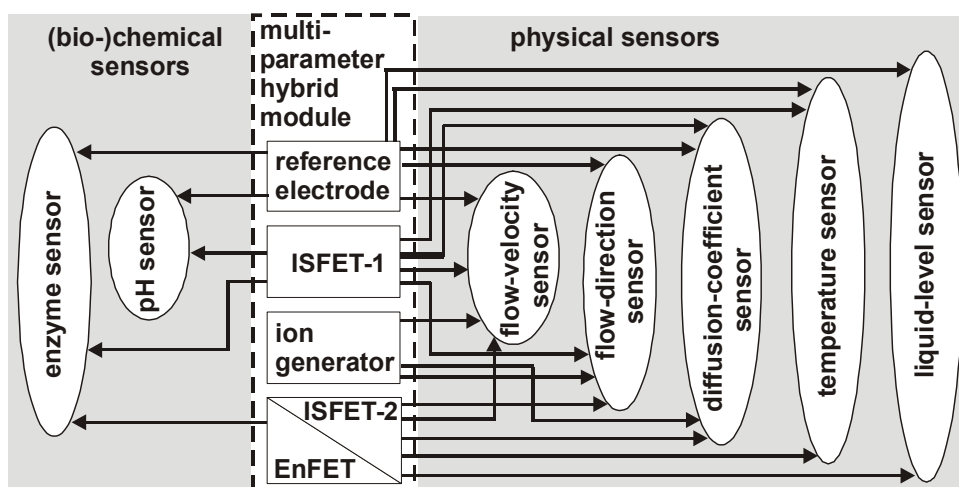 (bio-)chemical
sensors
multi-
parameter
hybrid
module
physical sensors
reference
electrode
ISFET-1
ion
generator
ISFET-2
EnFET
enzyme sensor
pH sensor
flow-velocity
sensor
flow-direction
sensor
diffusion-coefficient
sensor
temperature sensor
liquid-level sensor